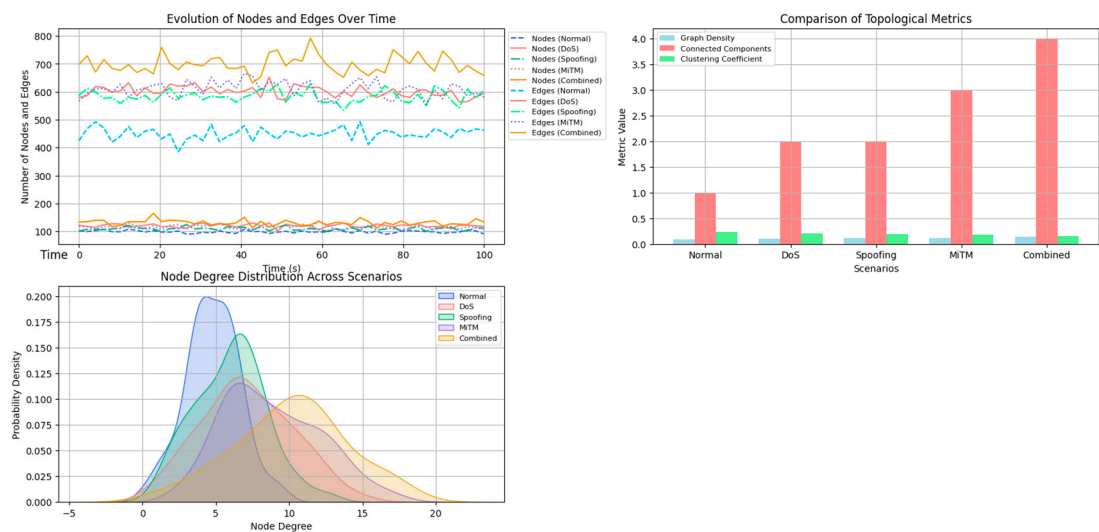 Evolution of Nodes and Edges Over Time
Number of Nodes and Edges
800
700
600
500
400
300
200
100
0
20
40
60
80
100
Time
Time (s)
Nodes (Normal)
Nodes (DoS)
Nodes (Spoofing)
Nodes (MiTM)
Nodes (Combined)
Edges (Normal)
Edges (DoS)
Edges (Spoofing)
Edges (MiTM)
Edges (Combined)
Comparison of Topological Metrics
Graph Density
Connected Components
Clustering Coefficient
Metric Value
4.0
3.5
3.0
2.5
2.0
1.5
1.0
0.5
0.0
Normal
DoS
Spoofing
MiTM
Combined
Scenarios
Node Degree Distribution Across Scenarios
Normal
DoS
Spoofing
MiTM
Combined
Probability Density
0.200
0.175
0.150
0.125
0.100
0.075
0.050
0.025
0.000
−5
0
5
10
15
20
Node Degree